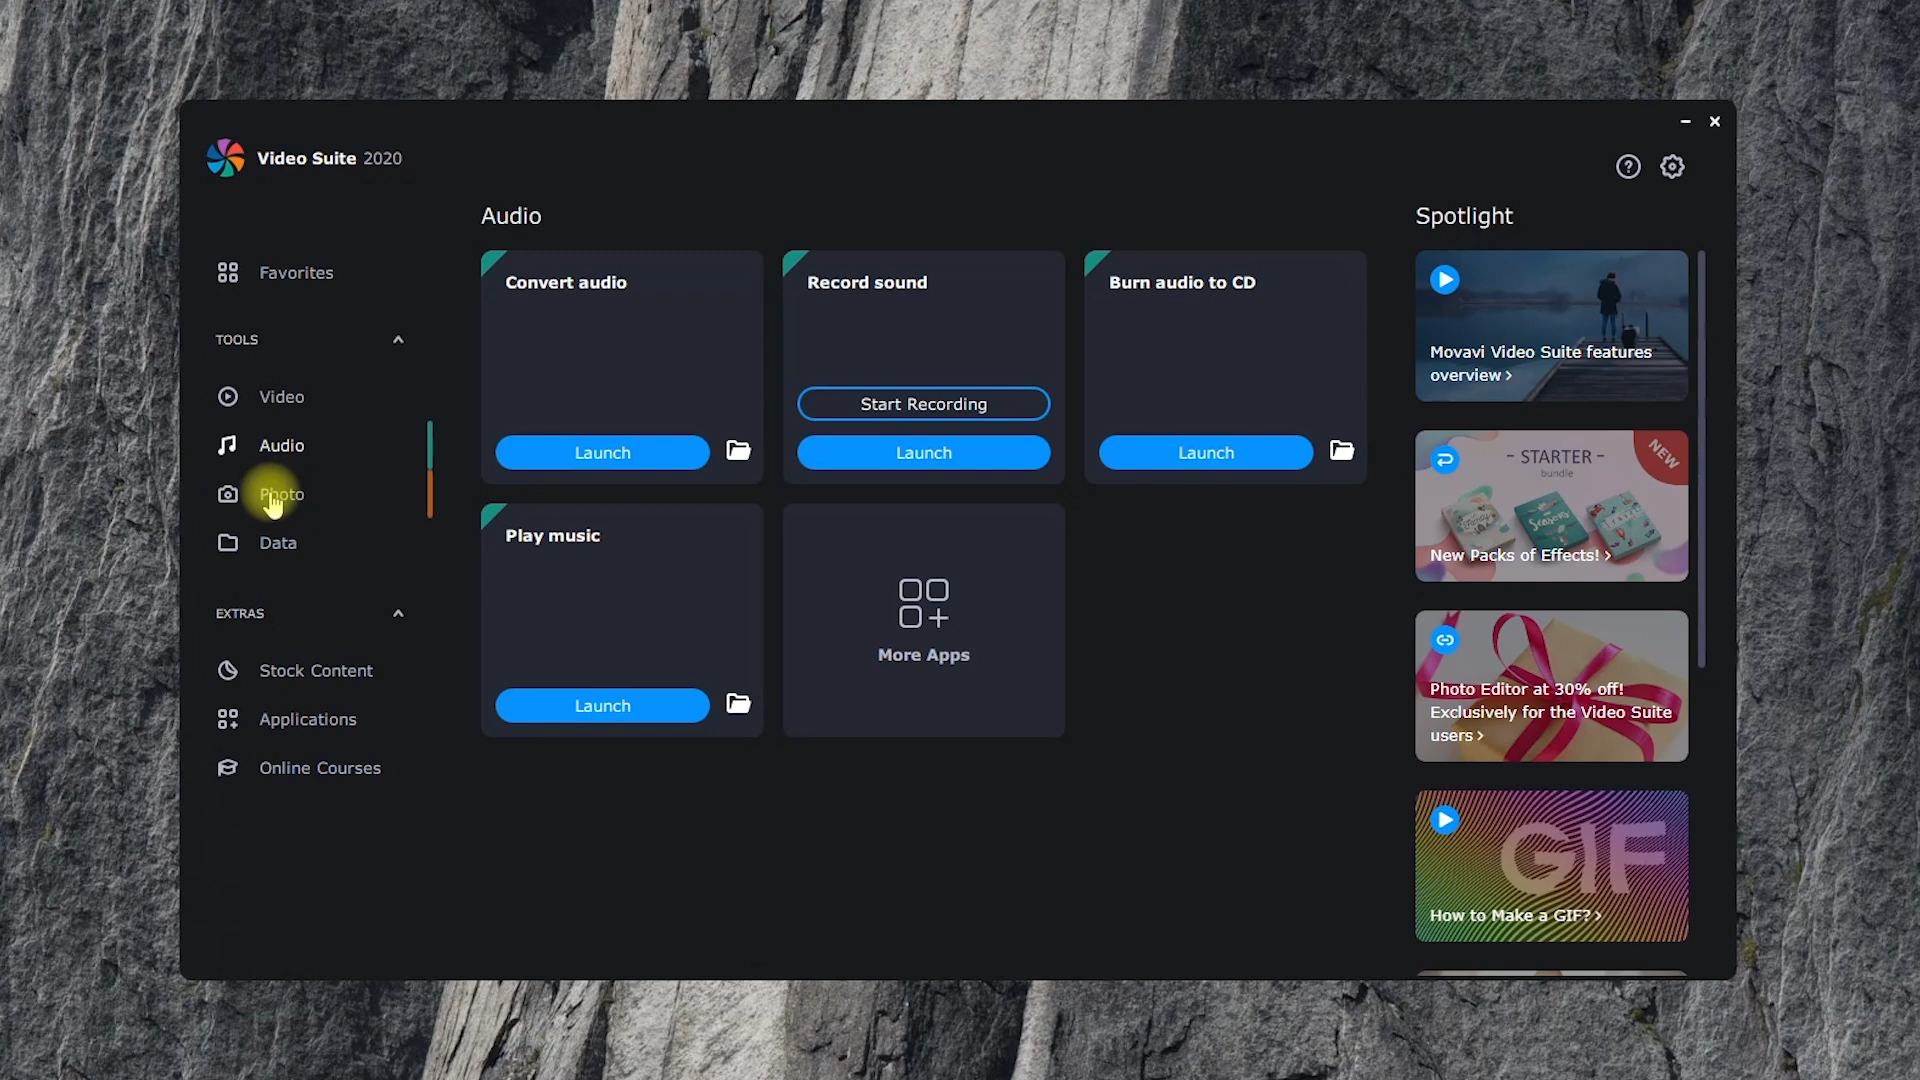 Video Suite 2020
Favorites
TOOLS
Video
Audio
Photo
Data
EXTRAS
Stock Content
Applications
Online Courses
Audio
Convert audio
Launch
Record sound
Start Recording
Launch
Burn audio to CD
Launch
Play music
Launch
More Apps
Spotlight
Movavi Video Suite features
overview >
- STARTER -
bundle
NEW
Seasons
Travel
New Packs of Effects! >
Photo Editor at 30% off!
Exclusively for the Video Suite
users >
GIF
How to Make a GIF? >